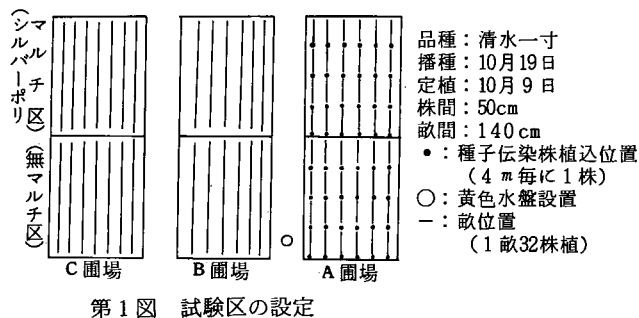 マルチ区
(シルバーポリ)
(無マルチ区)
C圃場
B圃場
A圃場
品種：清水一寸
播種：10月19日
定植：10月9日
株間：50cm
畝間：140cm
•：種子伝染株植込位置
(4m毎に1株)
○：黄色水盤設置
－：畝位置
(1畝32株植)
第1図 試験区の設定